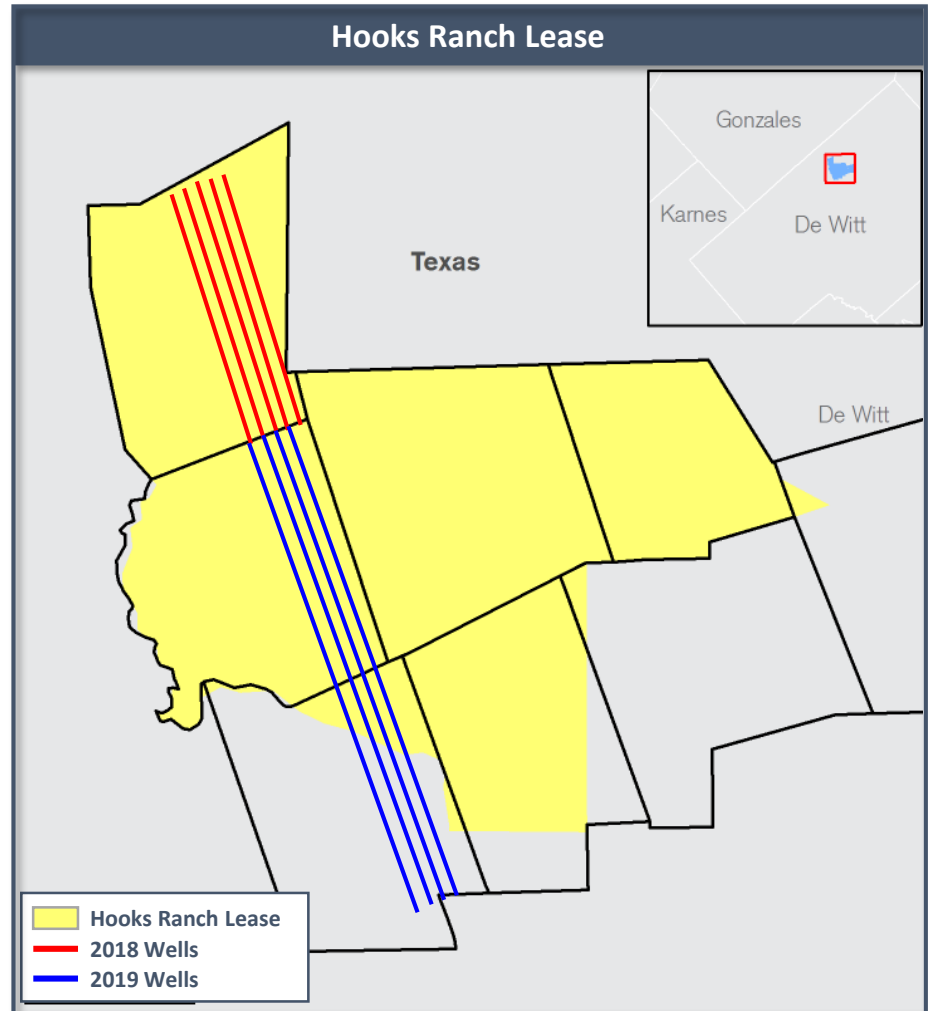 Hooks Ranch Lease
Gonzales
Karnes
De Witt
Texas
De Witt
Hooks Ranch Lease
2018 Wells
2019 Wells